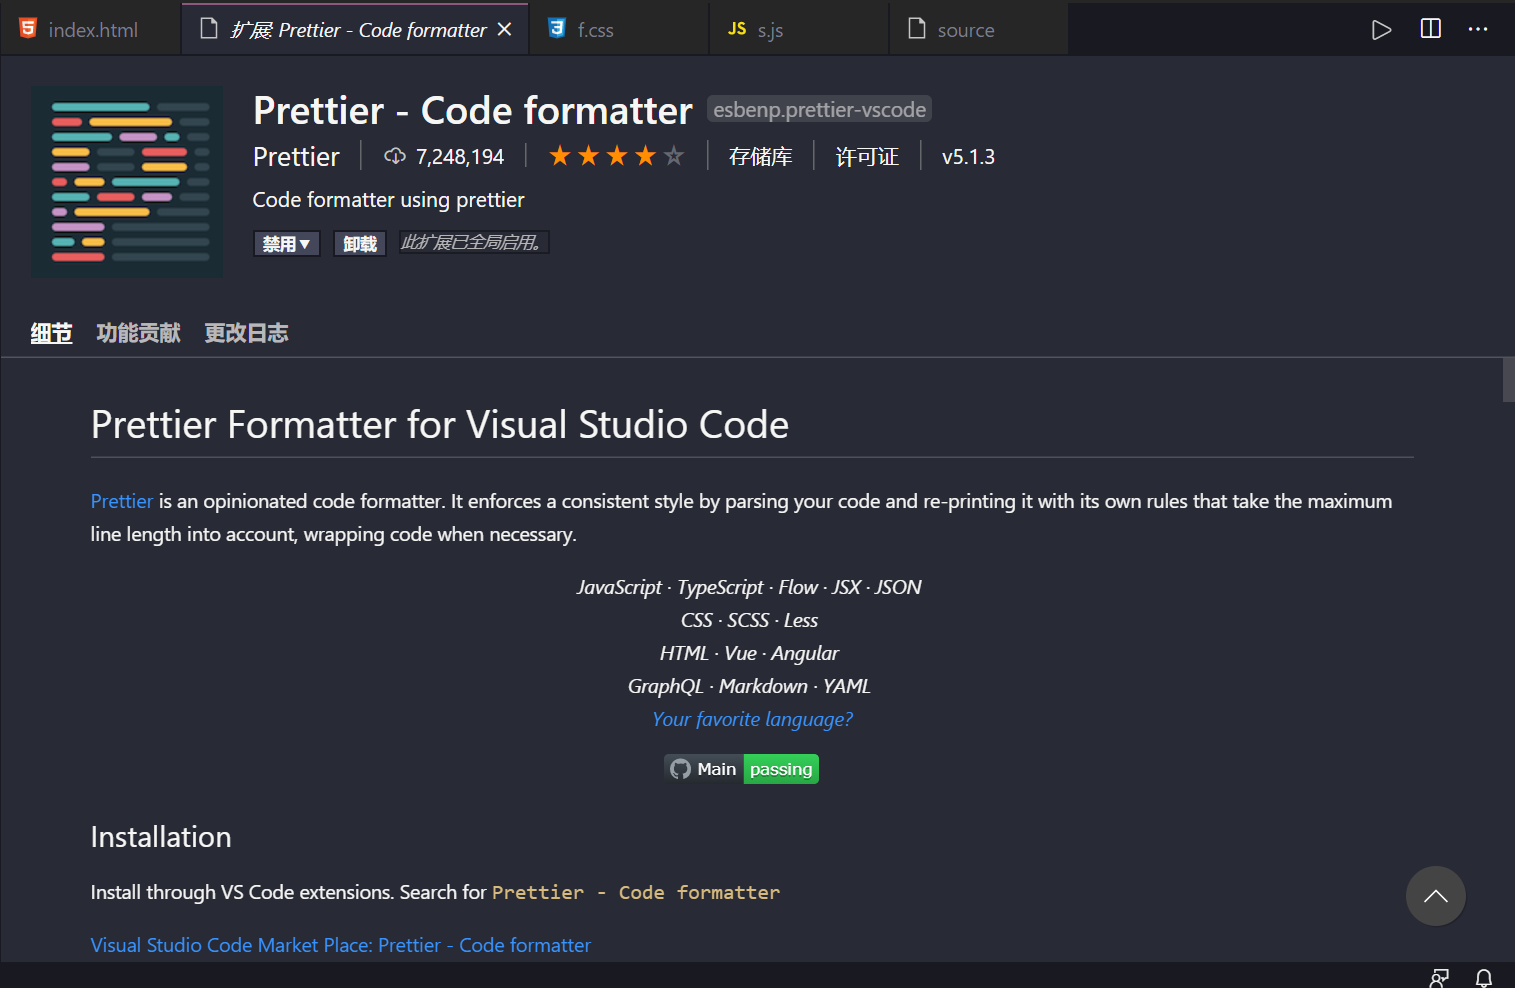 index.html
扩展: Prettier - Code formatter
f.css
JS s.js
source
Prettier - Code formatter esbenp.prettier-vscode
Prettier 7,248,194 存储库 许可证 v5.1.3
Code formatter using prettier
禁用▼ 卸载 此扩展已全局启用。
细节 功能贡献 更改日志
Prettier Formatter for Visual Studio Code
Prettier is an opinionated code formatter. It enforces a consistent style by parsing your code and re-printing it with its own rules that take the maximum
line length into account, wrapping code when necessary.
JavaScript · TypeScript · Flow · JSX · JSON
CSS · SCSS · Less
HTML · Vue · Angular
GraphQL · Markdown · YAML
Your favorite language?
Main passing
Installation
Install through VS Code extensions. Search for Prettier - Code formatter
Visual Studio Code Market Place: Prettier - Code formatter